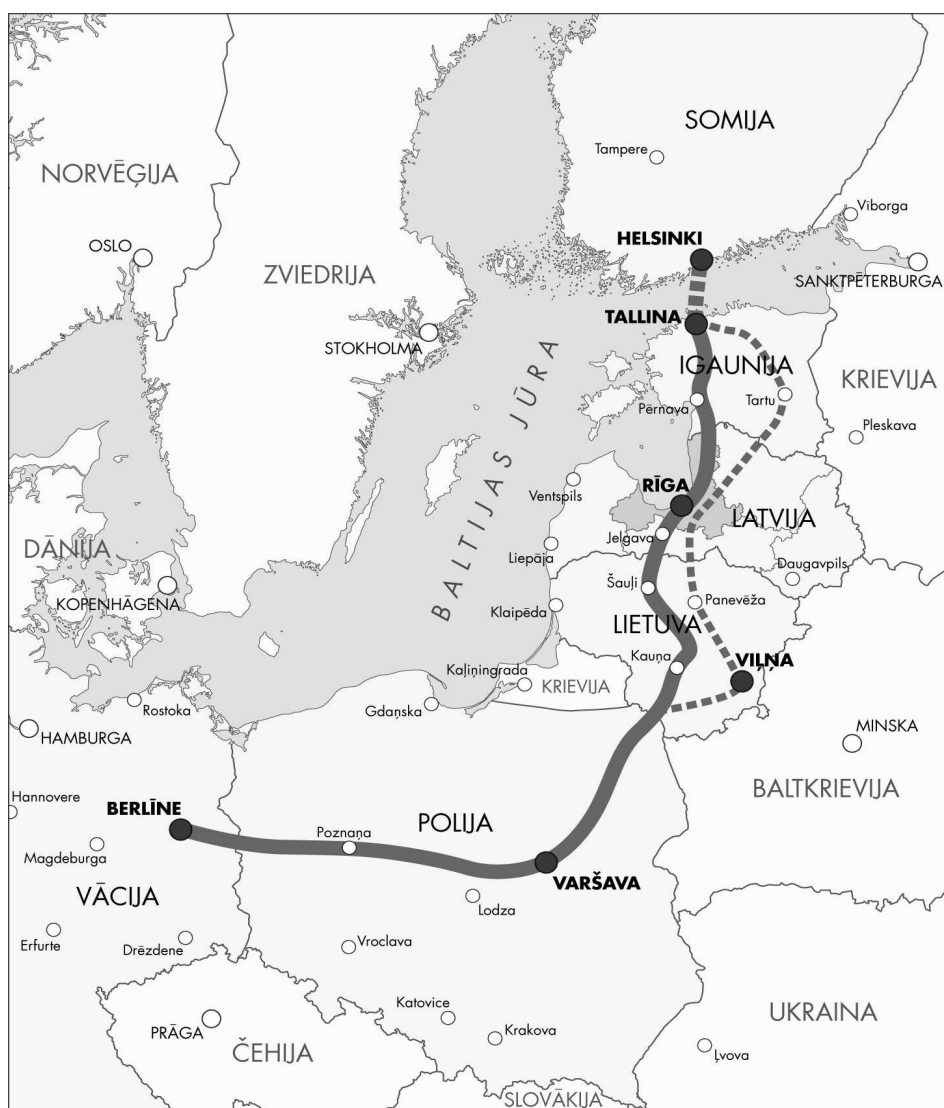 SOMIJA
Tampere
NORVĒĢIJA
Viborga
OSLO
HELSINKI
ZVIEDRIJA
SANKTPĒTERBURGA
TALLINA
STOKHOLMA
IGAUNIJA
KRIEVIJA
Pērnava
Tartu
Pleskava
BALTIJAS JŪRA
Ventspils
RĪGA
LATVIJA
Jelgava
DĀNIJA
Liepāja
Daugavpils
KOPENHĀGENA
Šauļi
Klaipēda
Panevēža
LIETUVA
Kauņa
Kaļiņingrada
VIĻŅA
KRIEVIJA
Rostoka
Gdaņska
HAMBURGA
MINSKA
BALTKRIEVIJA
Hannovere
BERLĪNE
POLIJA
Poznaņa
Magdeburga
VARŠAVA
VĀCIJA
Lodza
Erfurte
Drēzdene
Vroclava
Katovice
UKRAINA
PRĀGA
Krakova
ČEHIJA
Ļvova
SLOVĀKIJA